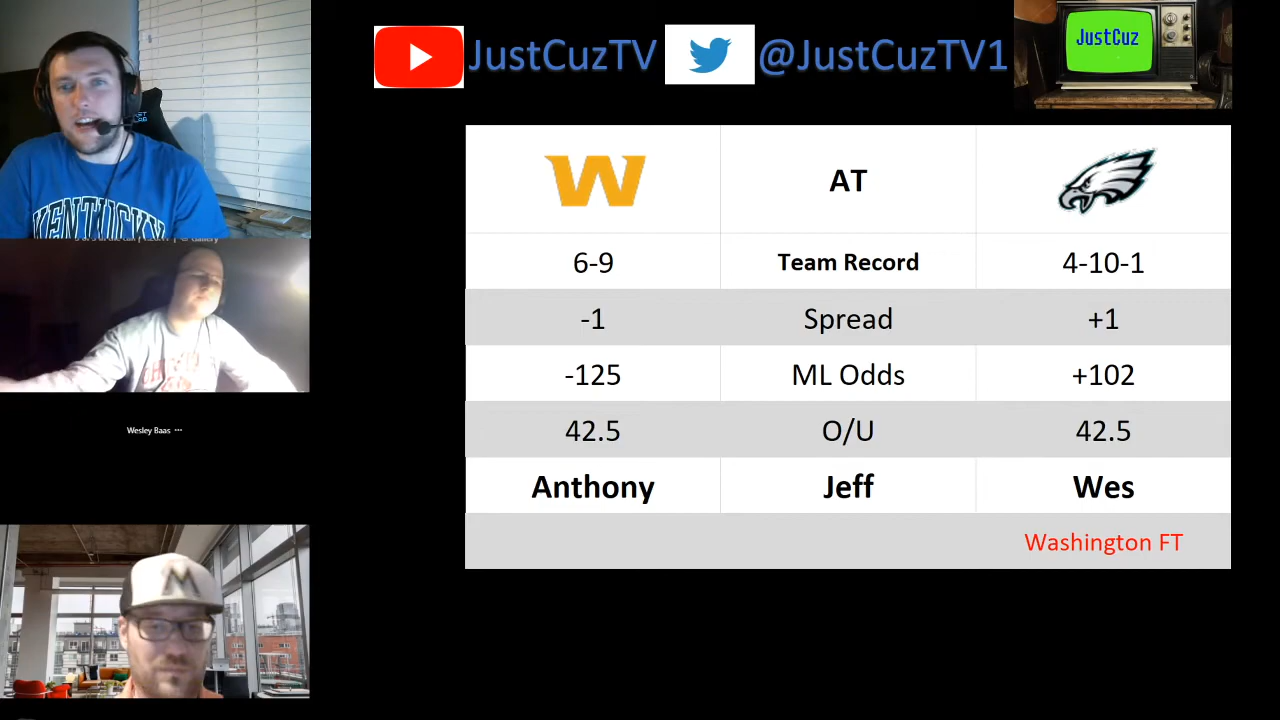 JustCuzTV
@JustCuzTV1
JustCuz
W
AT
6-9
Team Record
4-10-1
-1
Spread
+1
-125
ML Odds
+102
42.5
O/U
42.5
Anthony
Jeff
Wes
Washington FT
KENTUCKY
Wesley Baas ···
M